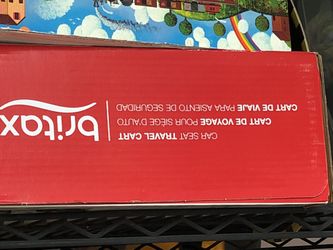 britax
CAR SEAT TRAVEL CART
CART DE VOYAGE POUR SIÈGE D'AUTO
CART DE VIAJE PARA ASIENTO DE SEGURIDAD